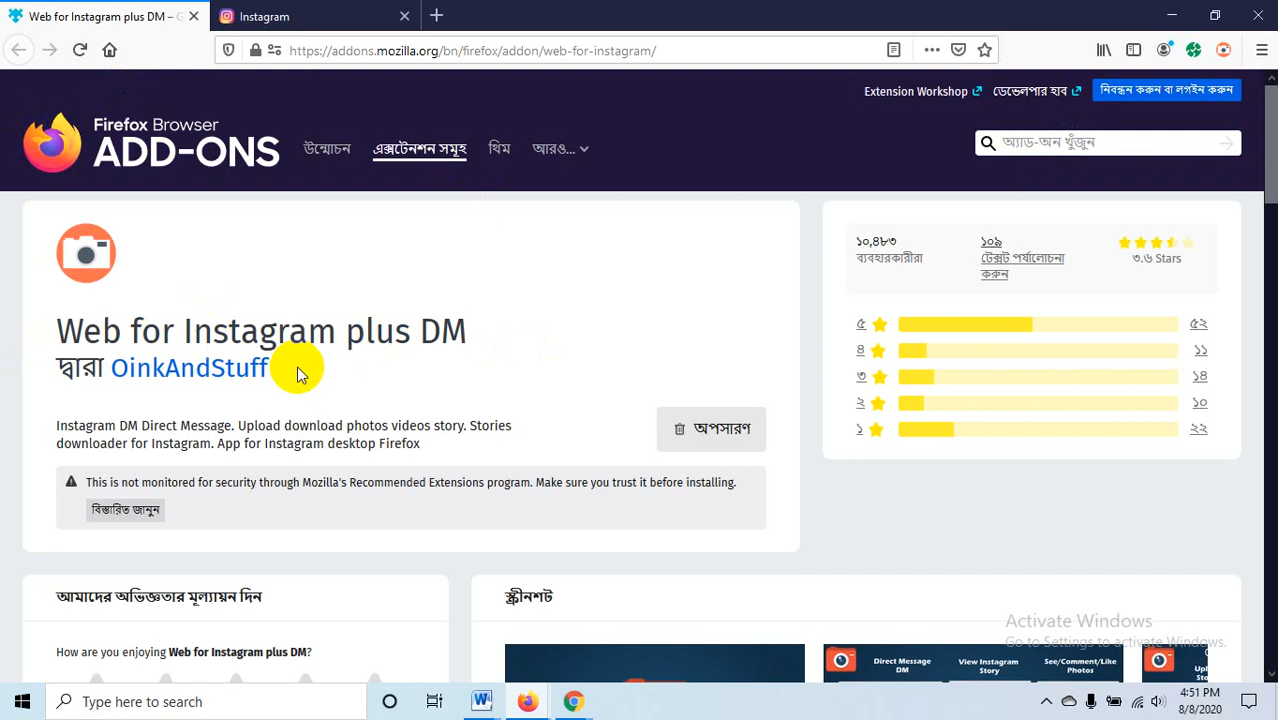 Web for Instagram plus DM – G
Instagram
https://addons.mozilla.org/bn/firefox/addon/web-for-instagram/
Extension Workshop
ডেভেলপার হাব
নিবন্ধন করুন বা লগইন করুন
Firefox Browser
ADD-ONS
উন্মোচন
এক্সটেনশন সমূহ
থিম
আরও...
অ্যাড-অন খুঁজুন
Web for Instagram plus DM
দ্বারা OinkAndStuff
Instagram DM Direct Message. Upload download photos videos story. Stories
downloader for Instagram. App for Instagram desktop Firefox
অপসারণ
This is not monitored for security through Mozilla's Recommended Extensions program. Make sure you trust it before installing.
বিস্তারিত জানুন
১০,৪৮৩
ব্যবহারকারীরা
১০৯
টেক্সট পর্যালোচনা
করুন
৩.৬ Stars
৫ ৫২
৪ ১১
৩ ১৪
২ ১০
১ ২২
আমাদের অভিজ্ঞতার মূল্যায়ন দিন
How are you enjoying Web for Instagram plus DM?
স্ক্রীনশট
Direct Message
DM
View Instagram
Story
See/Comment/Like
Photos
Activate Windows
Go to Settings to activate Windows.
Type here to search
4:51 PM
8/8/2020